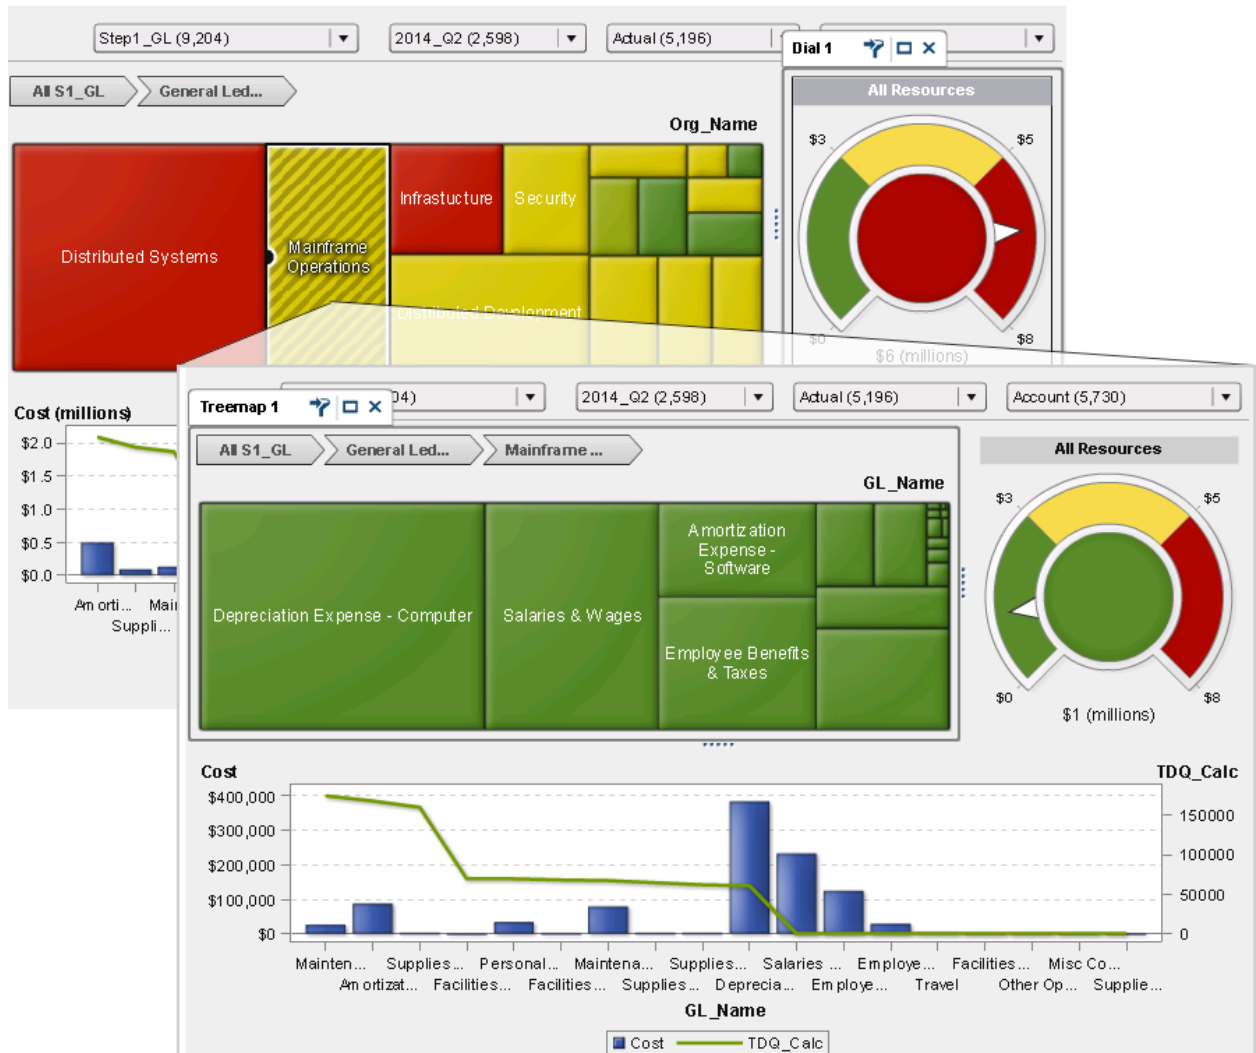 Step1_GL (9,204)
2014_Q2 (2,598)
Actual (5,196)
Dial 1
All S1_GL
General Led...
All Resources
Org_Name
$3
$5
Distributed Systems
Mainframe
Operations
Infrastucture
Security
Distributed Development
$0
$8
$6 (millions)
Cost (millions)
$2.0
$1.5
$1.0
$0.5
$0.0
Amorti...
Mai
Suppli...
Treemap 1
04)
2014_Q2 (2,598)
Actual (5,196)
Account (5,730)
All S1_GL
General Led...
Mainframe ...
All Resources
GL_Name
$3
$5
Depreciation Expense - Computer
Salaries & Wages
Amortization
Expense -
Software
Employee Benefits
& Taxes
$0
$8
$1 (millions)
Cost
TDQ_Calc
$400,000
$300,000
$200,000
$100,000
$0
150000
100000
50000
0
Mainten... Supplies... Personal... Maintena... Supplies... Salaries ... Employe... Facilities... Misc Co...
Amortizat... Facilities... Facilities... Supplies... Deprecia... Employe... Travel Other Op... Supplie...
GL_Name
Cost TDQ_Calc